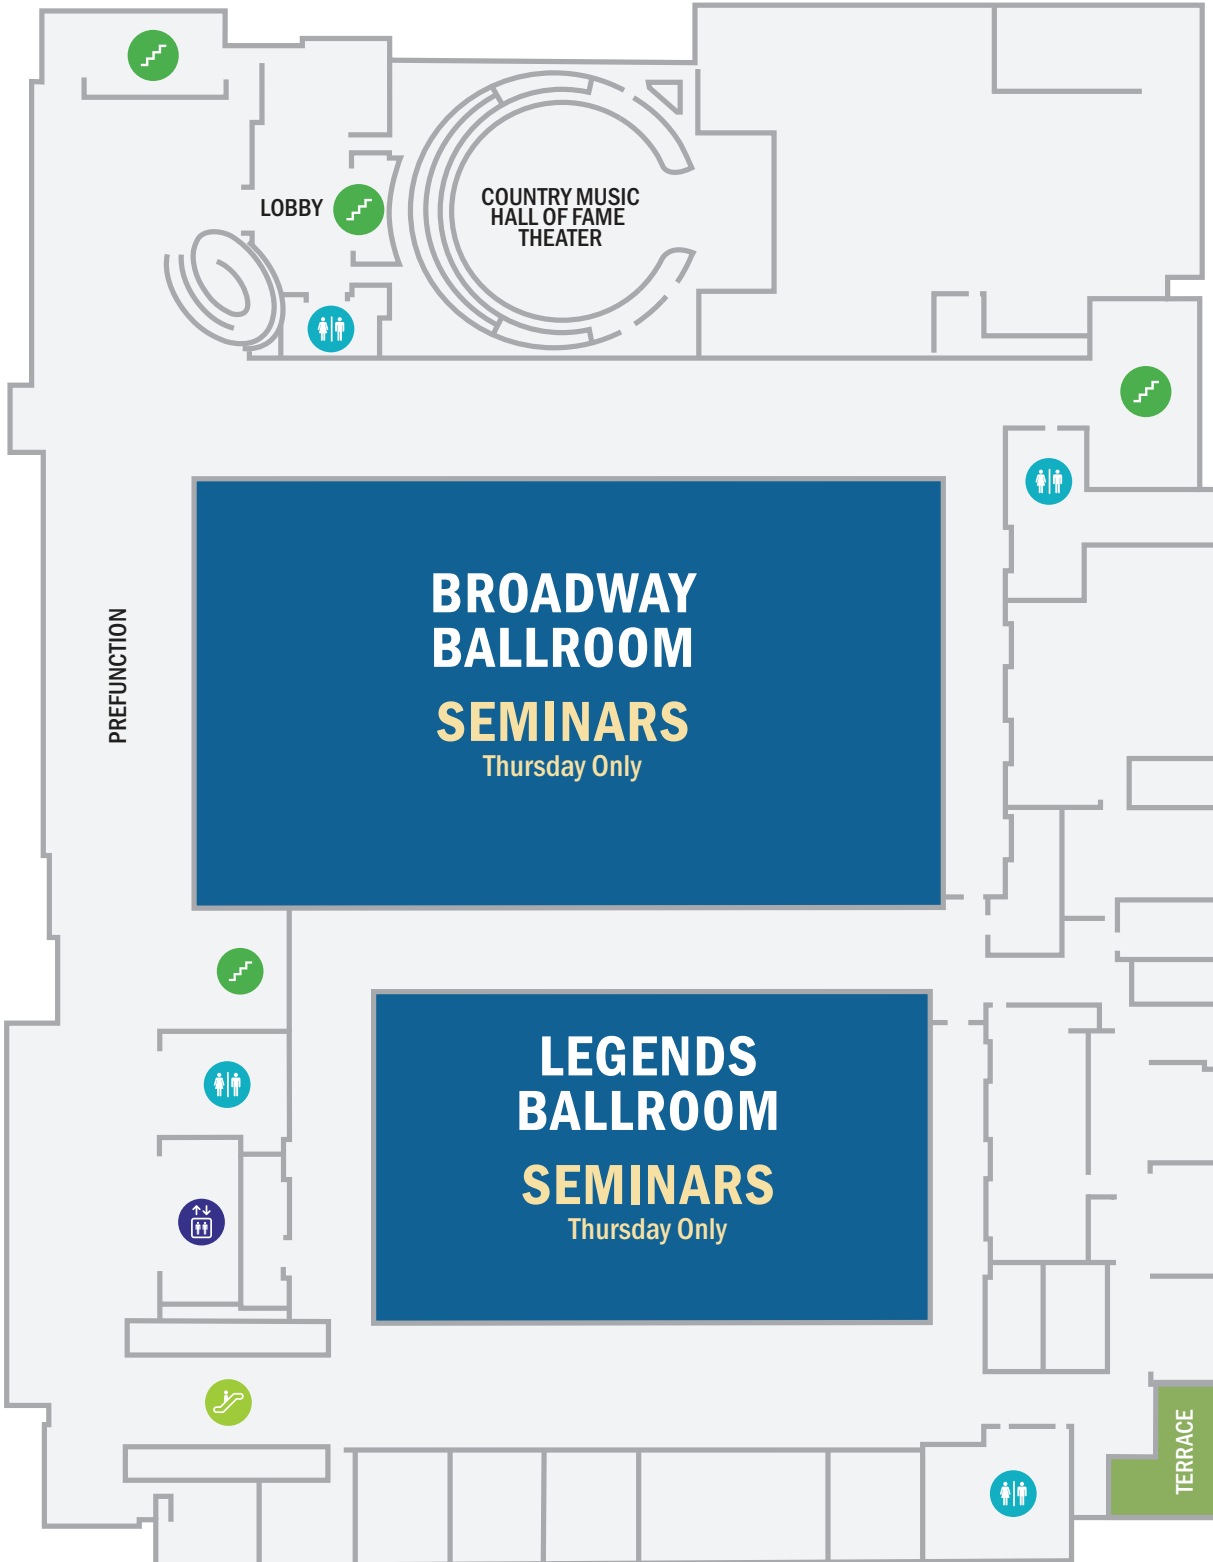 LOBBY
COUNTRY MUSIC
HALL OF FAME
THEATER
PREFUNCTION
BROADWAY
BALLROOM
SEMINARS
Thursday Only
LEGENDS
BALLROOM
SEMINARS
Thursday Only
TERRACE